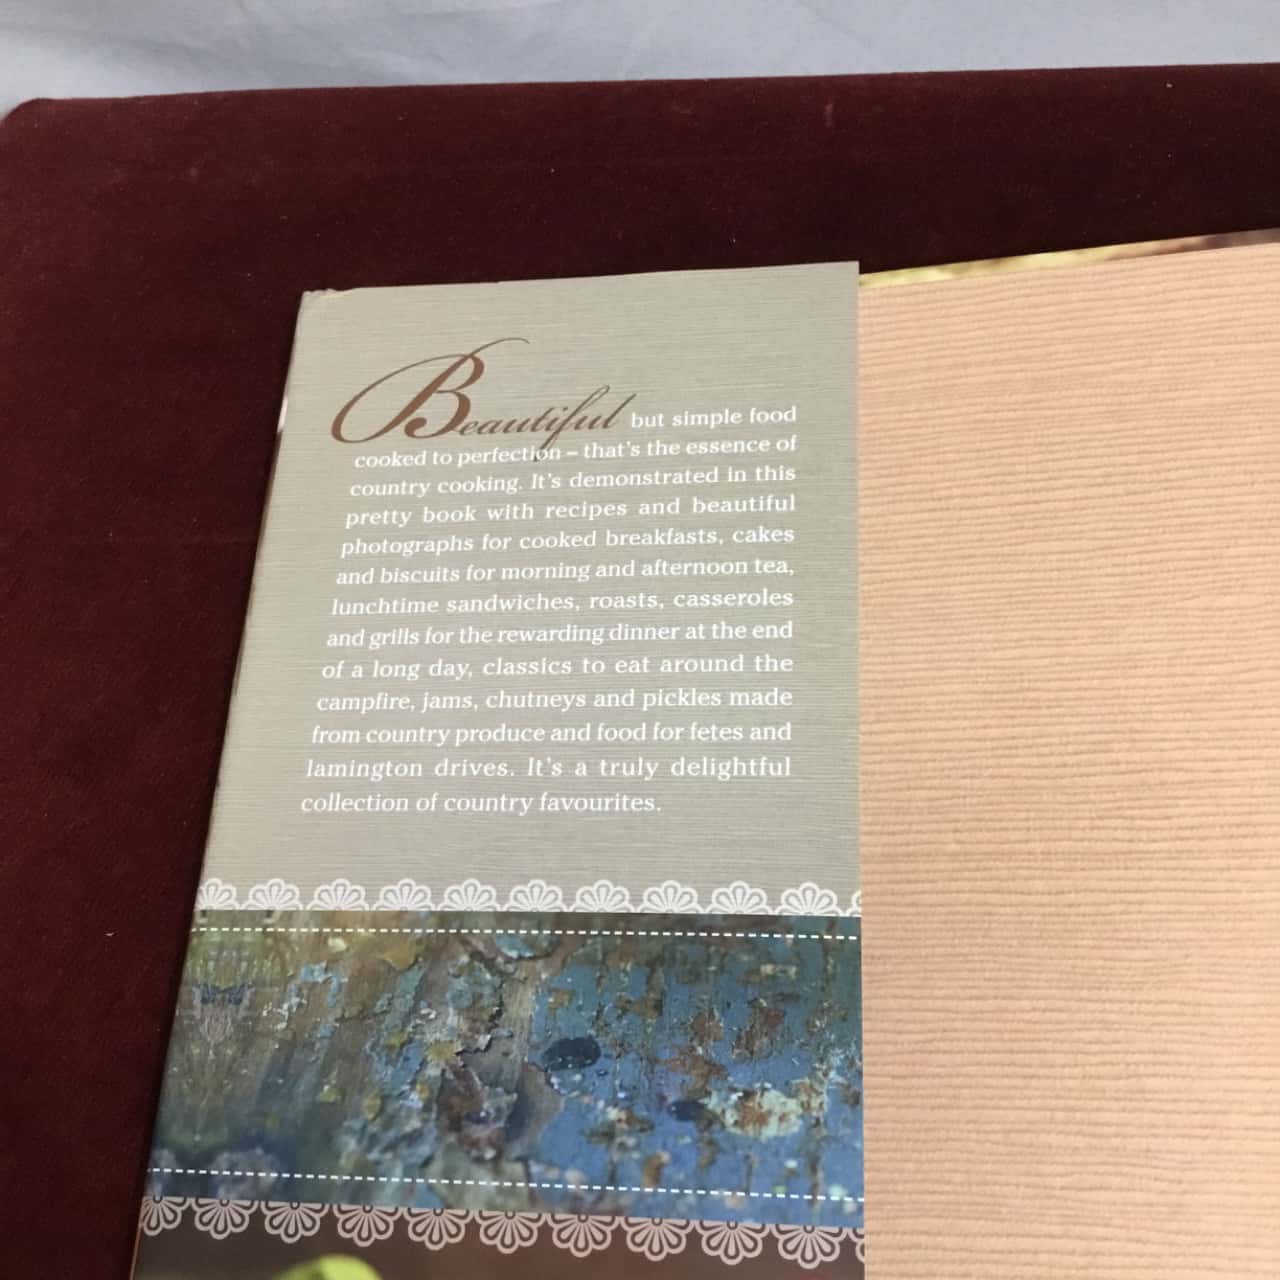 Beautiful but simple food
cooked to perfection – that's the essence of
country cooking. It's demonstrated in this
pretty book with recipes and beautiful
photographs for cooked breakfasts, cakes
and biscuits for morning and afternoon tea,
lunchtime sandwiches, roasts, casseroles
and grills for the rewarding dinner at the end
of a long day, classics to eat around the
campfire, jams, chutneys and pickles made
from country produce and food for fetes and
lamington drives. It's a truly delightful
collection of country favourites.